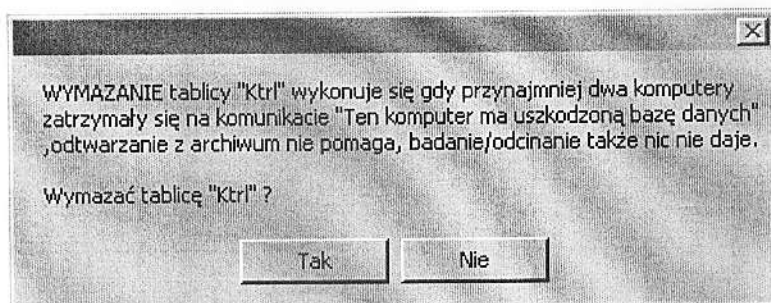 WYMAZANIE tablicy "Ktrl" wykonuje się gdy przynajmniej dwa komputery
zatrzymały się na komunikacie "Ten komputer ma uszkodzoną bazę danych"
,odtwarzanie z archiwum nie pomaga, badanie/odcinanie także nic nie daje.
Wymazać tablicę "Ktrl" ?
Tak Nie